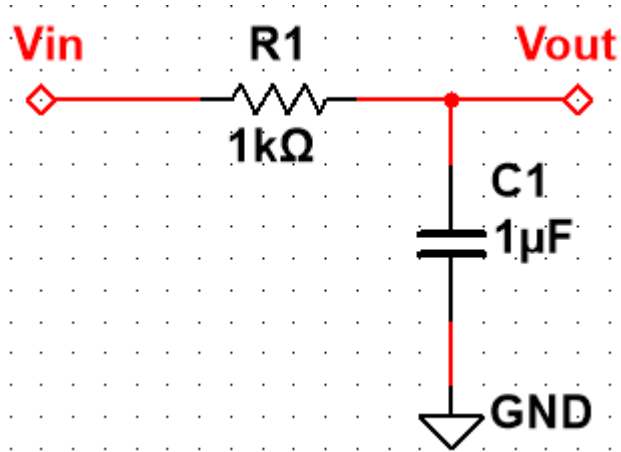 Vin
R1
Vout
1kΩ
C1
1µF
GND